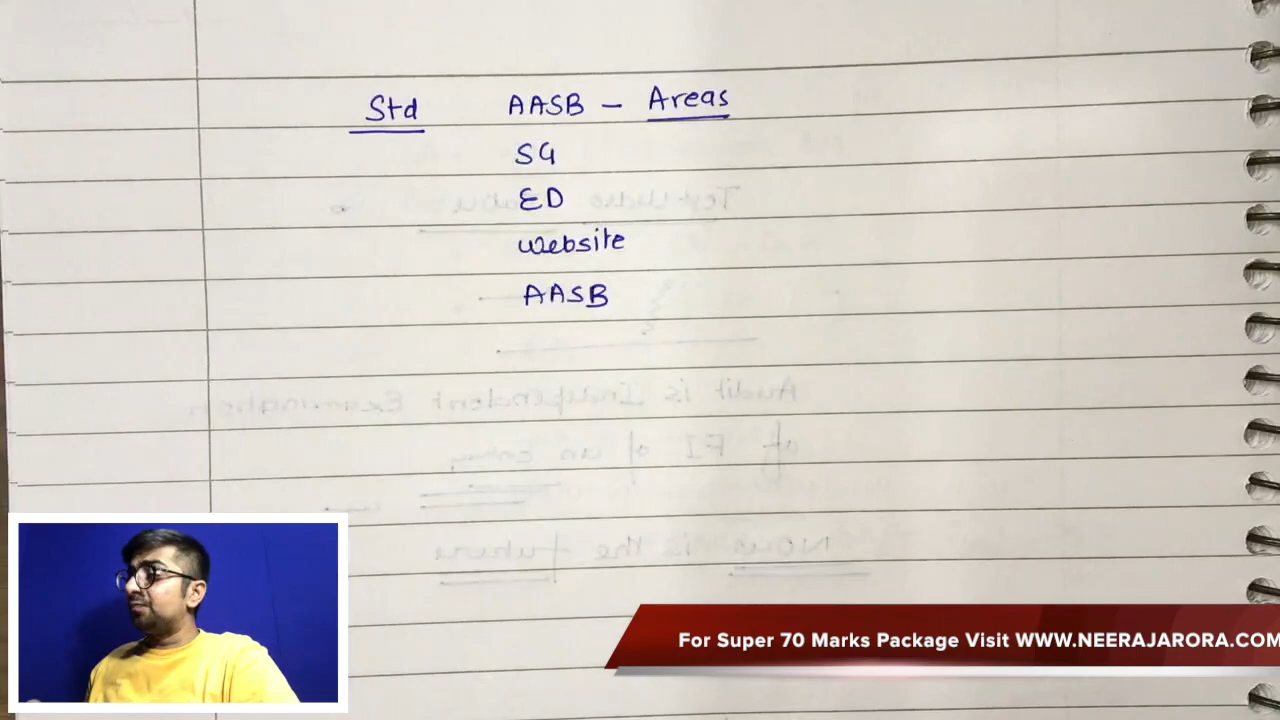 Std AASB - Areas
SG
ED
website
AASB
For Super 70 Marks Package Visit WWW.NEERAJARORA.COM